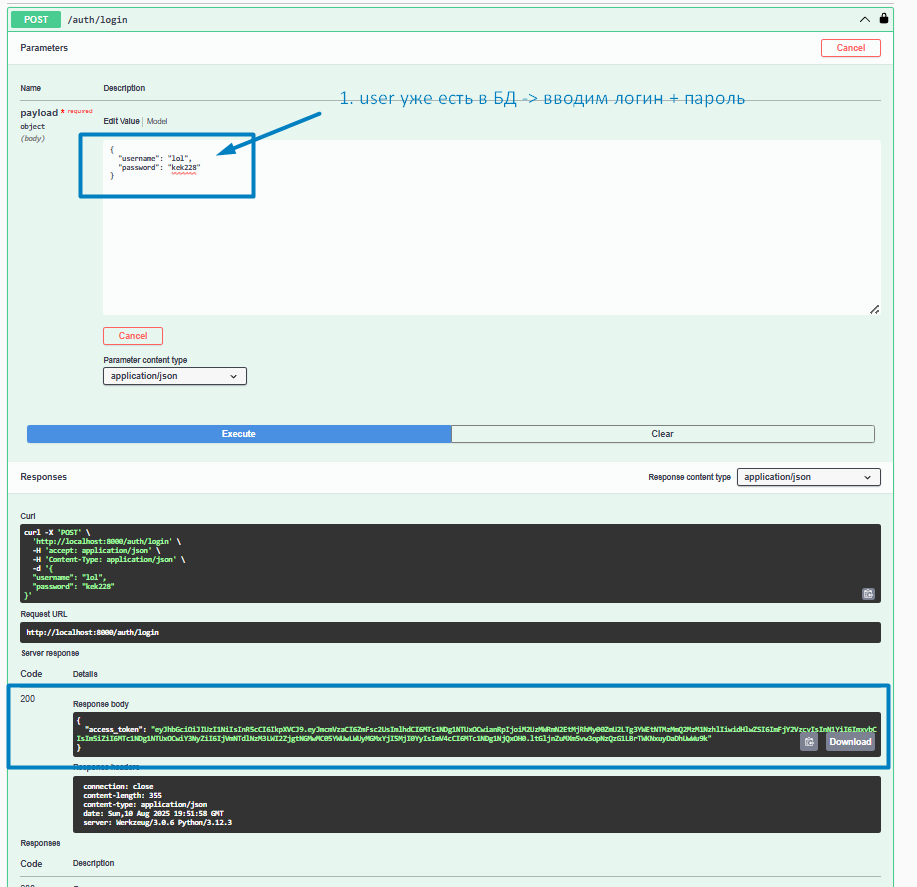 POST /auth/login
Parameters
Cancel
Name Description
1. user уже есть в БД -> вводим логин + пароль
payload * required
object
(body)
Edit Value | Model
{
"username": "lol",
"password": "kek228"
}
Cancel
Parameter content type
application/json
Execute Clear
Responses Response content type application/json
Curl
curl -X 'POST' \
'http://localhost:8000/auth/login' \
-H 'accept: application/json' \
-H 'Content-Type: application/json' \
-d '{
"username": "lol",
"password": "kek228"
}'
Request URL
http://localhost:8000/auth/login
Server response
Code Details
200
Response body
{
"access_token":
}
Download
Response headers
connection: close
content-length: 355
content-type: application/json
date: Sun,10 Aug 2025 19:51:58 GMT
server: Werkzeug/3.0.6 Python/3.12.3
Responses
Code Description